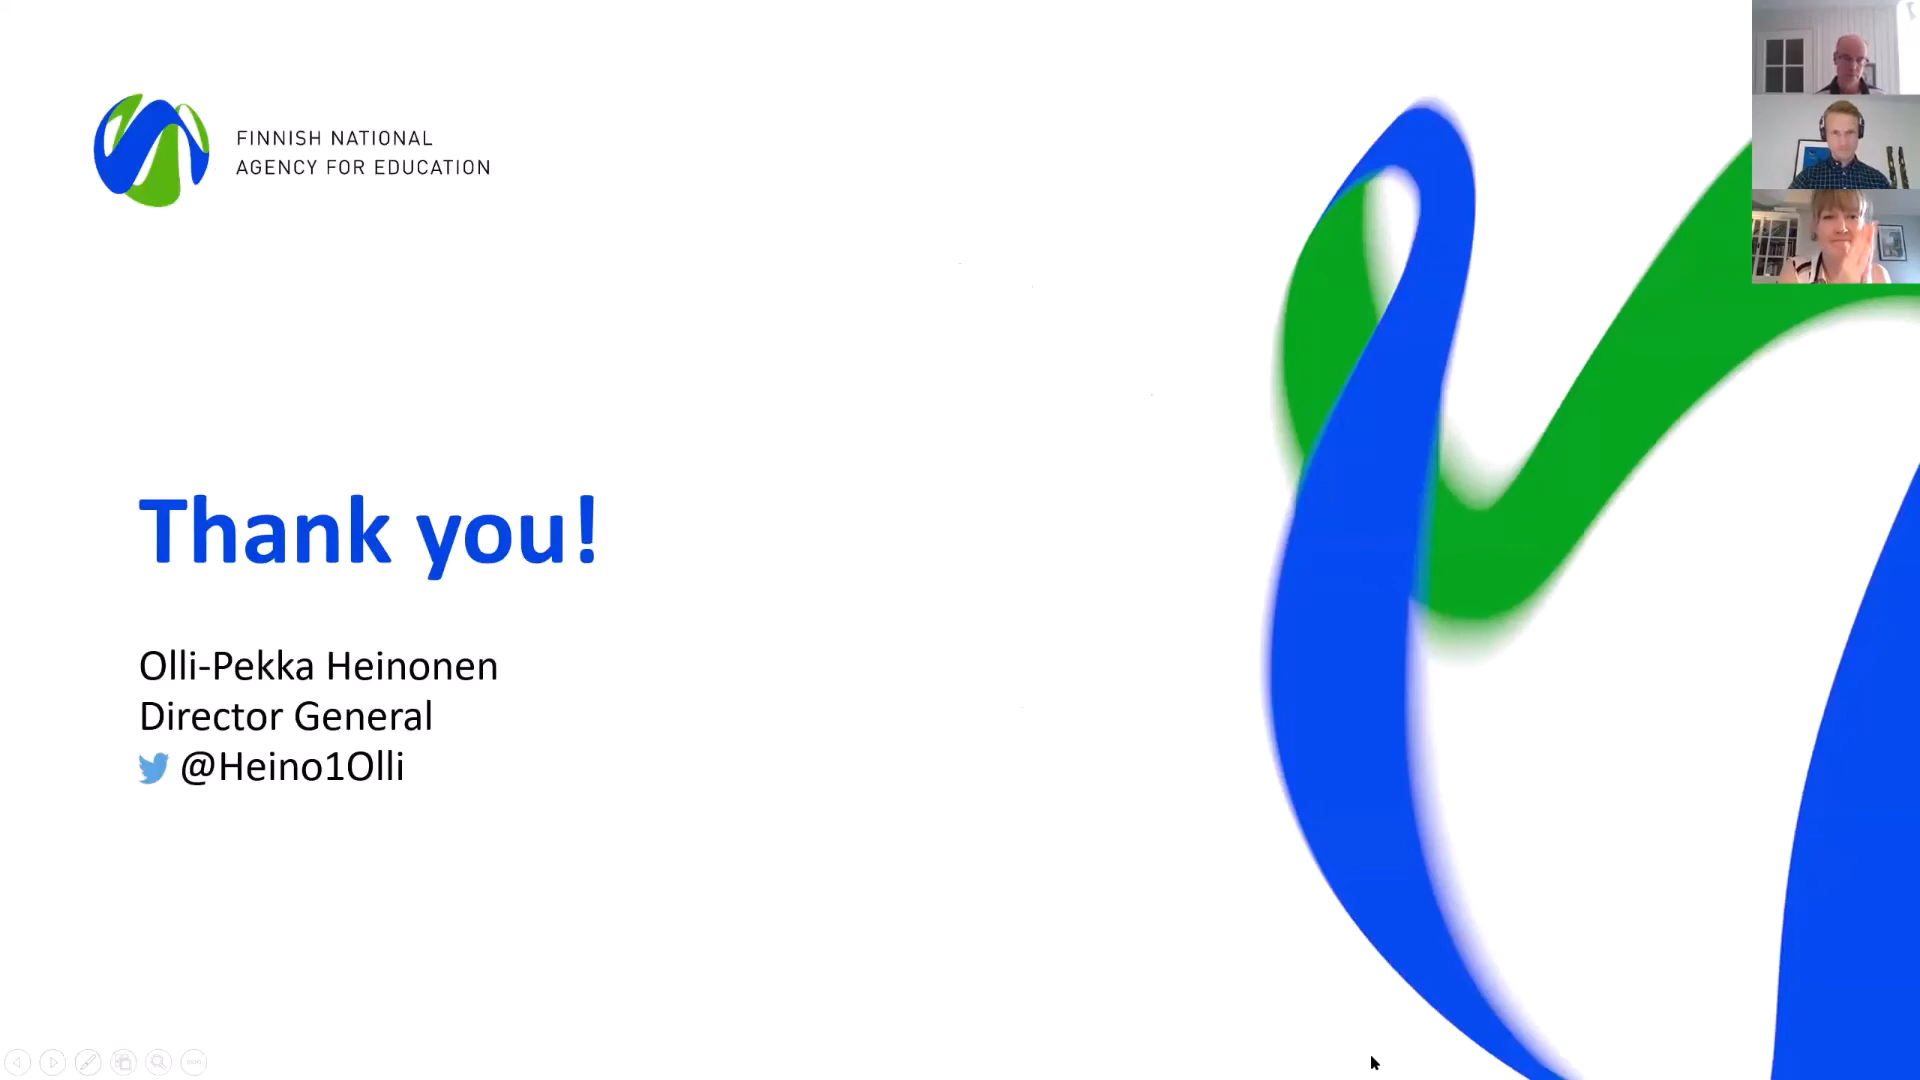 FINNISH NATIONAL
AGENCY FOR EDUCATION
Thank you!
Olli-Pekka Heinonen
Director General
@Heino1Olli